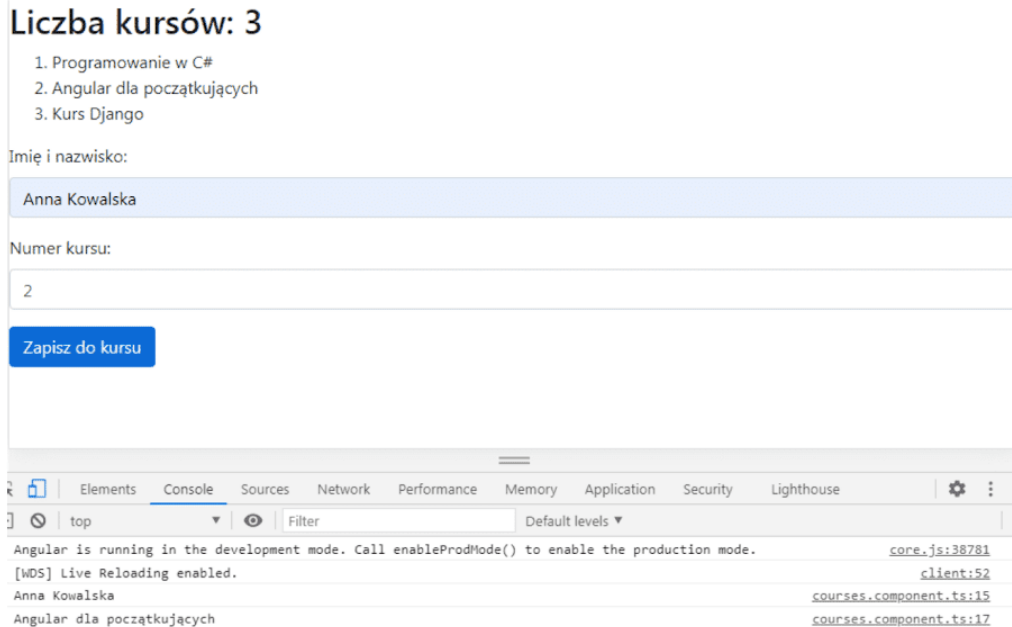 Liczba kursów: 3
1. Programowanie w C#
2. Angular dla początkujących
3. Kurs Django
Imię i nazwisko:
Anna Kowalska
Numer kursu:
2
Zapisz do kursu
Elements Console Sources Network Performance Memory Application Security Lighthouse
top Filter Default levels
Angular is running in the development mode. Call enableProdMode() to enable the production mode. core.js:38781
[WDS] Live Reloading enabled. client:52
Anna Kowalska courses.component.ts:15
Angular dla początkujących courses.component.ts:17